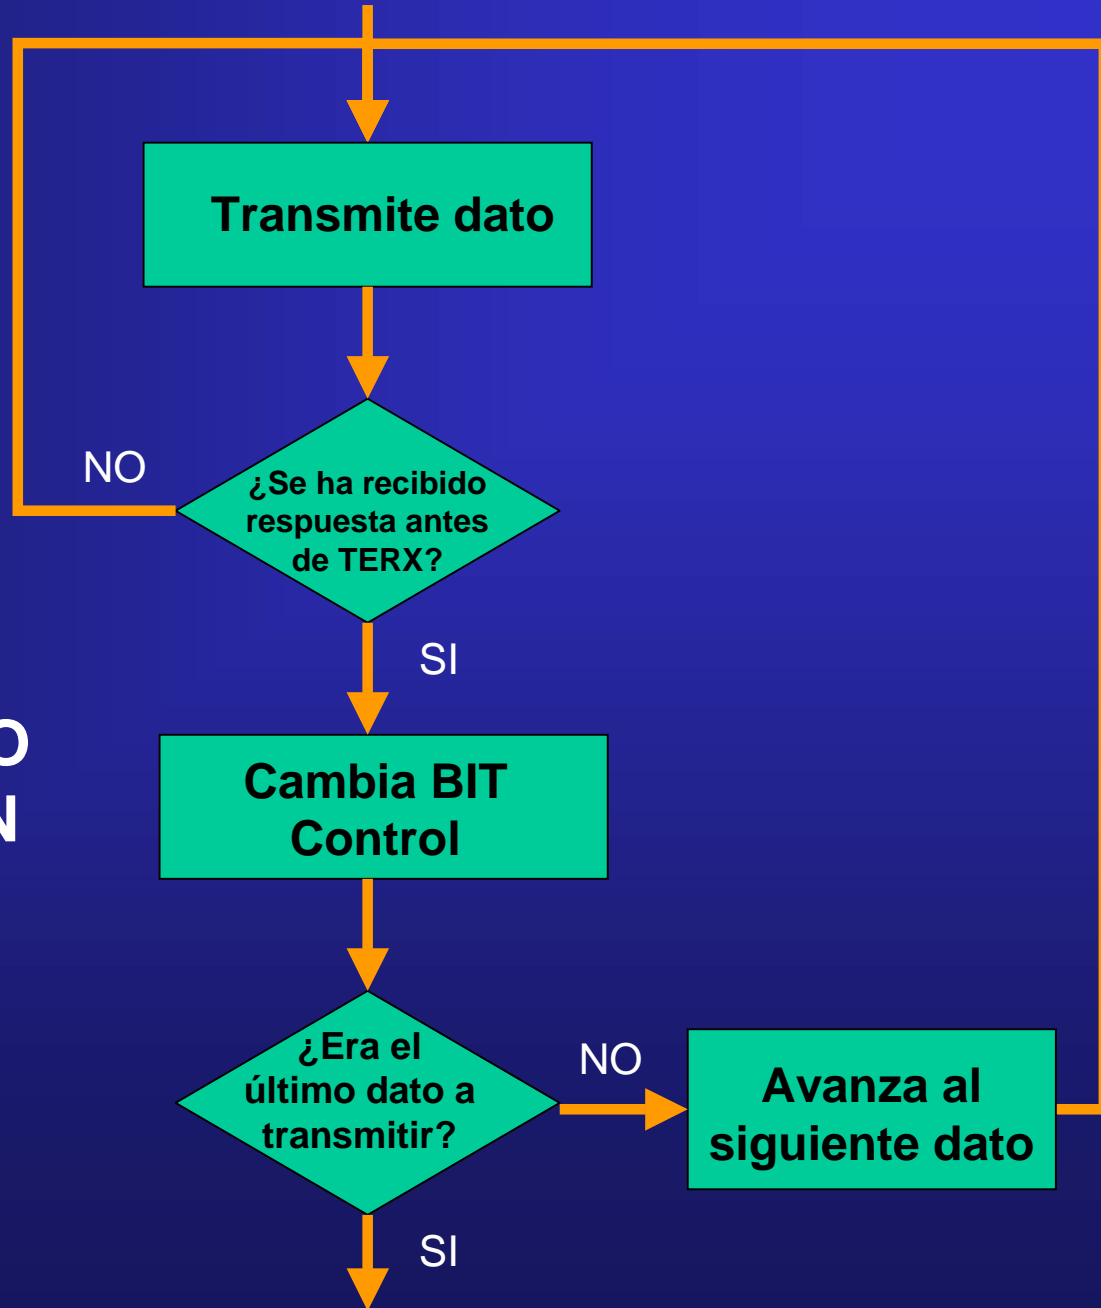 Transmite dato
NO
¿Se ha recibido
respuesta antes
de TERX?
SI
Cambia BIT
Control
¿Era el
último dato a
transmitir?
NO
Avanza al
siguiente dato
SI